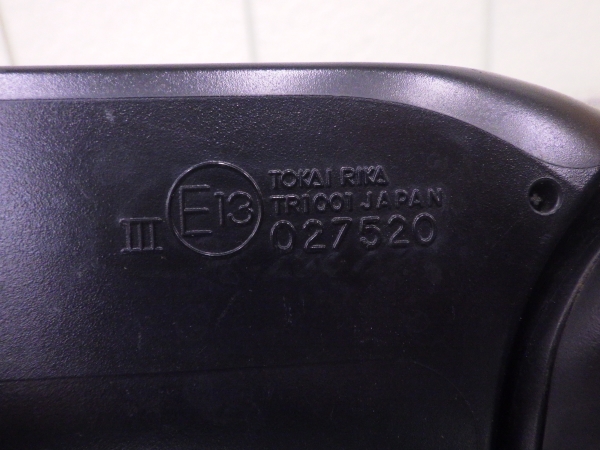 TOKAI RIKA
TR1001 JAPAN
III E13 027520